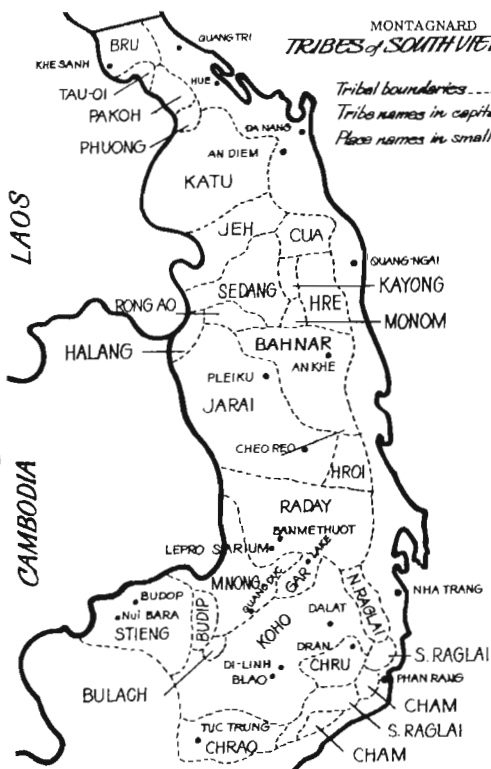 MONTAGNARD
TRIBES of SOUTH
Tribal boundaries
Tribe names in
Place names in small
BRU
QUANG TRI
KHE SANH
HUE
TAU-OI
PAKOH
PHUONG
DA NANG
AN DIEM
KATU
LAOS
JEH
CUA
QUANG NGAI
SEDANG
KAYONG
RONG AO
HRE
MONOM
HALANG
BAHNAR
AN KHE
PLEIKU
JARAI
CHEO REO
HROI
RADAY
BANMETHUOT
LEPROSIARIUM
CAMBODIA
MNONG
QUANG DUC
GAR
LAKE
N. RAGLAI
NHA TRANG
BUDOP
NUI BARA
STIENG
BUDIP
KOHO
DALAT
DRAN
CHRU
S. RAGLAI
DI-LINH
BLAO
PHAN RANG
BULACH
CHAM
S. RAGLAI
TUC TRUNG
CHRAO
CHAM